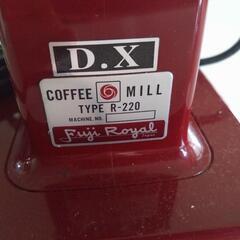 D.X
COFFEE MILL
TYPE R-220
MACHINE. NO.
Fuji Royal